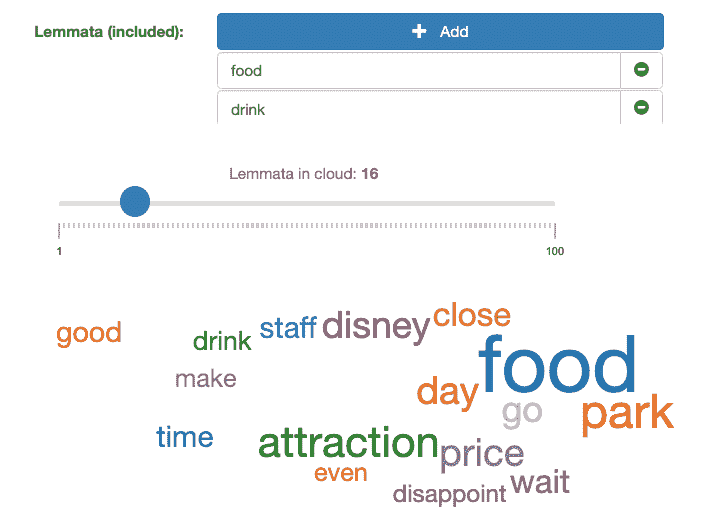 Lemmata (included):
Add
food
drink
Lemmata in cloud: 16
1 100
good
drink
staff
disney
close
food
make
day
go
park
time
attraction
price
even
disappoint
wait